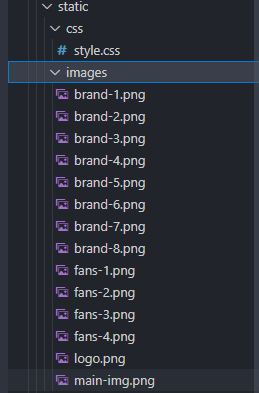 static
css
# style.css
images
brand-1.png
brand-2.png
brand-3.png
brand-4.png
brand-5.png
brand-6.png
brand-7.png
brand-8.png
fans-1.png
fans-2.png
fans-3.png
fans-4.png
logo.png
main-img.png